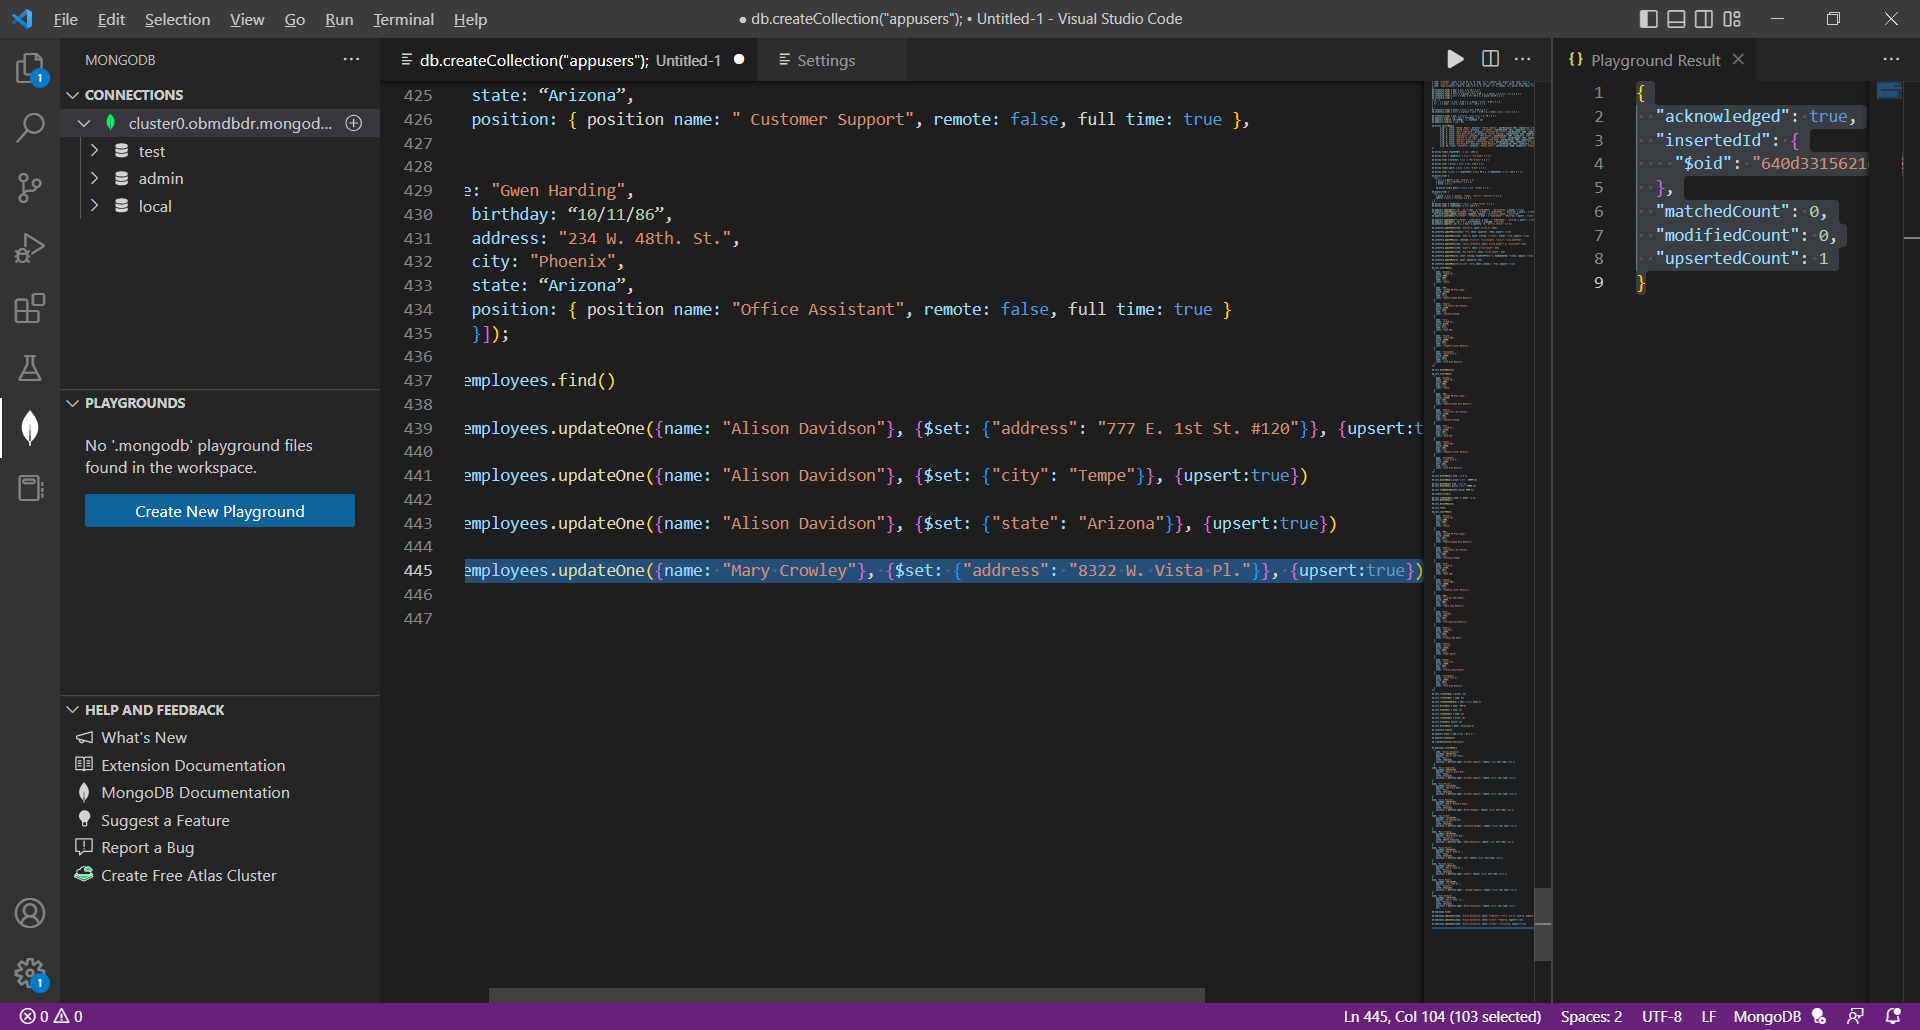 File Edit Selection View Go Run Terminal Help
● db.createCollection("appusers"); • Untitled-1 - Visual Studio Code
MONGODB
CONNECTIONS
cluster0.obmdbdr.mongod...
test
admin
local
PLAYGROUNDS
No '.mongodb' playground files
found in the workspace.
Create New Playground
HELP AND FEEDBACK
What's New
Extension Documentation
MongoDB Documentation
Suggest a Feature
Report a Bug
Create Free Atlas Cluster
1
1
db.createCollection("appusers"); Untitled-1
Settings
425 state: “Arizona”,
426 position: { position name: " Customer Support", remote: false, full time: true },
427
428
429 e: "Gwen Harding",
430 birthday: “10/11/86”,
431 address: "234 W. 48th. St.",
432 city: "Phoenix",
433 state: “Arizona”,
434 position: { position name: "Office Assistant", remote: false, full time: true }
435 }]);
436
437 employees.find()
438
439 employees.updateOne({name: "Alison Davidson"}, {$set: {"address": "777 E. 1st St. #120"}}, {upsert:t
440
441 employees.updateOne({name: "Alison Davidson"}, {$set: {"city": "Tempe"}}, {upsert:true})
442
443 employees.updateOne({name: "Alison Davidson"}, {$set: {"state": "Arizona"}}, {upsert:true})
444
445 employees.updateOne({name: "Mary Crowley"}, {$set: {"address": "8322 W. Vista Pl."}}, {upsert:true})
446
447
{} Playground Result
1 {
2 "acknowledged": true,
3 "insertedId": {
4 "$oid": "640d3315621
5 },
6 "matchedCount": 0,
7 "modifiedCount": 0,
8 "upsertedCount": 1
9 }
0 0
Ln 445, Col 104 (103 selected) Spaces: 2 UTF-8 LF MongoDB